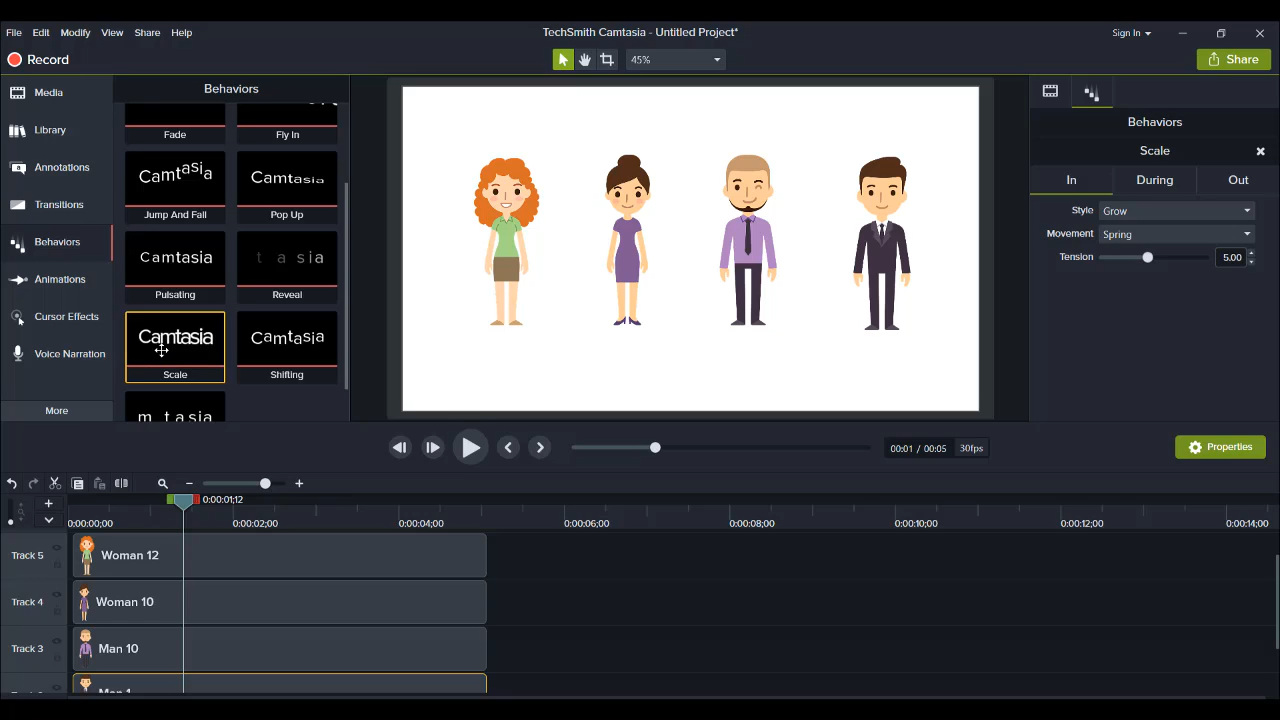 TechSmith Camtasia - Untitled Project*
File Edit Modify View Share Help
Sign In
Record
45%
Share
Media
Library
Annotations
Transitions
Behaviors
Animations
Cursor Effects
Voice Narration
More
Behaviors
Fade
Fly In
Camtasia
Jump And Fall
Camtasia
Pop Up
Camtasia
Pulsating
t a sia
Reveal
Camtasia
Scale
Camtasia
Shifting
m t asia
Behaviors
Scale
In During Out
Style Grow
Movement Spring
Tension 5.00
00:01 / 00:05 30fps
Properties
0:00:01;12
0:00:00;00 0:00:02;00 0:00:04;00 0:00:06;00 0:00:08;00 0:00:10;00 0:00:12;00 0:00:14;00
Track 5 Woman 12
Track 4 Woman 10
Track 3 Man 10
Man 1